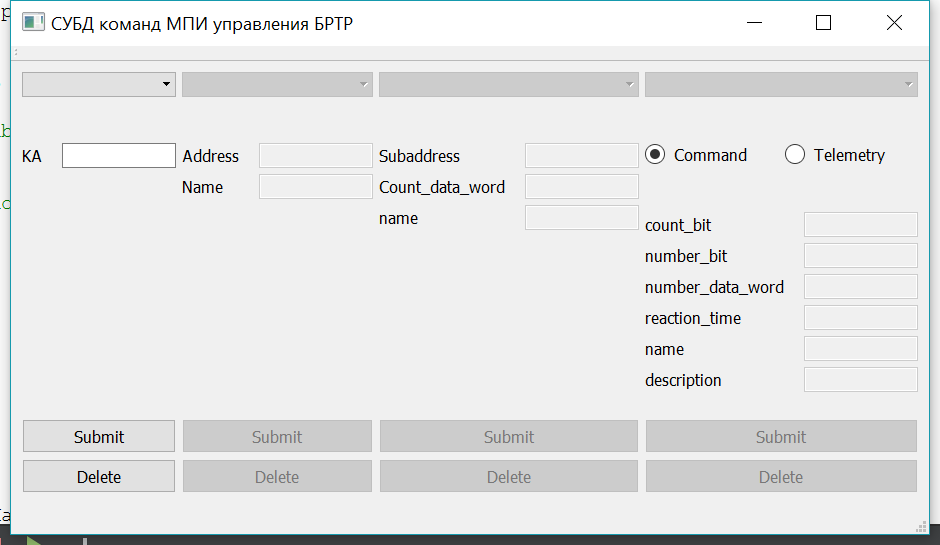 СУБД команд МПИ управления БРТР
KA
Address
Subaddress
Command
Telemetry
Name
Count_data_word
name
count_bit
number_bit
number_data_word
reaction_time
name
description
Submit
Submit
Submit
Submit
Delete
Delete
Delete
Delete